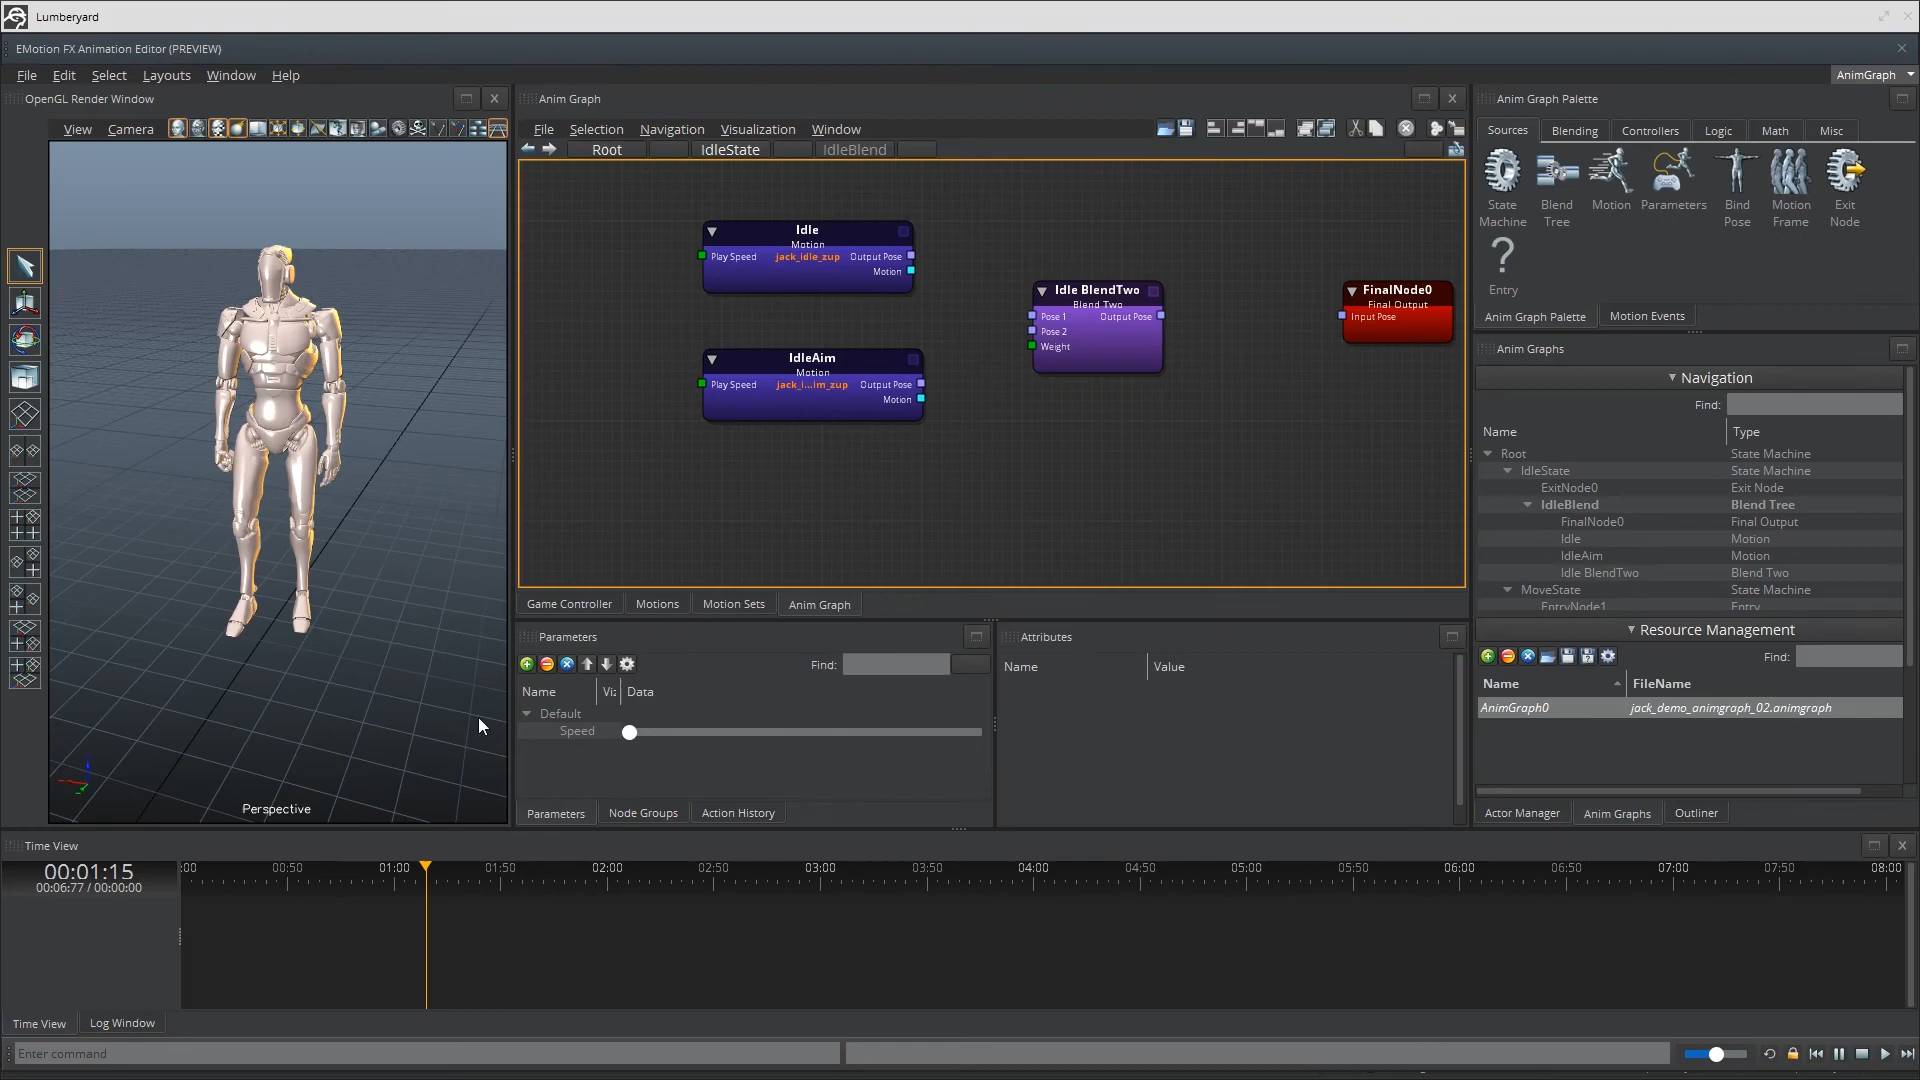 Lumberyard
EMotion FX Animation Editor (PREVIEW)
File Edit Select Layouts Window Help
AnimGraph
OpenGL Render Window
View Camera
Perspective
Anim Graph
File Selection Navigation Visualization Window
Root IdleState IdleBlend
Idle
Motion
Play Speed jack_idle_zup Output Pose
Motion
IdleAim
Motion
Play Speed jack_i...im_zup Output Pose
Motion
Idle BlendTwo
Blend Two
Pose 1 Output Pose
Pose 2
Weight
FinalNode0
Final Output
Input Pose
Game Controller Motions Motion Sets Anim Graph
Parameters
Find:
Name Vi: Data
Default
Speed
Parameters Node Groups Action History
Attributes
Name Value
Anim Graph Palette
Sources Blending Controllers Logic Math Misc
State Machine
Blend Tree
Motion
Parameters
Bind Pose
Motion Frame
Exit Node
Entry
Anim Graph Palette Motion Events
Anim Graphs
Navigation
Find:
Name Type
Root State Machine
IdleState State Machine
ExitNode0 Exit Node
IdleBlend Blend Tree
FinalNode0 Final Output
Idle Motion
IdleAim Motion
Idle BlendTwo Blend Two
MoveState State Machine
EntryNode1 Entry
Resource Management
Find:
Name FileName
AnimGraph0 jack_demo_animgraph_02.animgraph
Actor Manager Anim Graphs Outliner
Time View
00:01:15
00:06:77 / 00:00:00
:00 00:50 01:00 01:50 02:00 02:50 03:00 03:50 04:00 04:50 05:00 05:50 06:00 06:50 07:00 07:50 08:00
Time View Log Window
Enter command